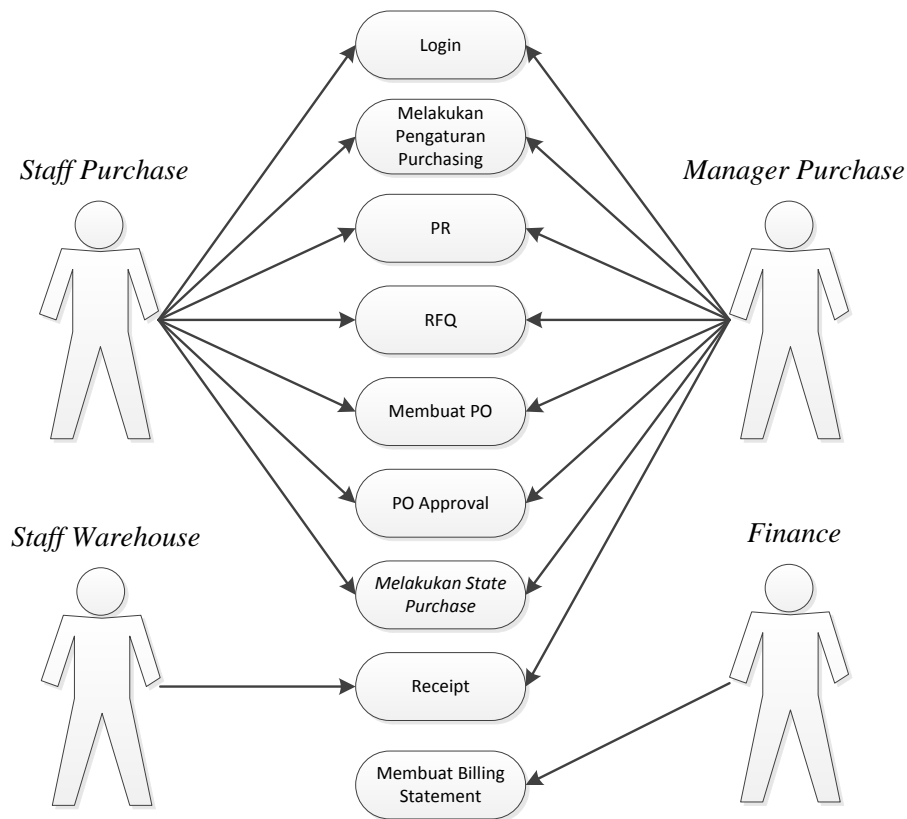 Login
Melakukan
Pengaturan
Purchasing
Staff Purchase
Manager Purchase
PR
RFQ
Membuat PO
PO Approval
Staff Warehouse
Finance
Melakukan State
Purchase
Receipt
Membuat Billing
Statement